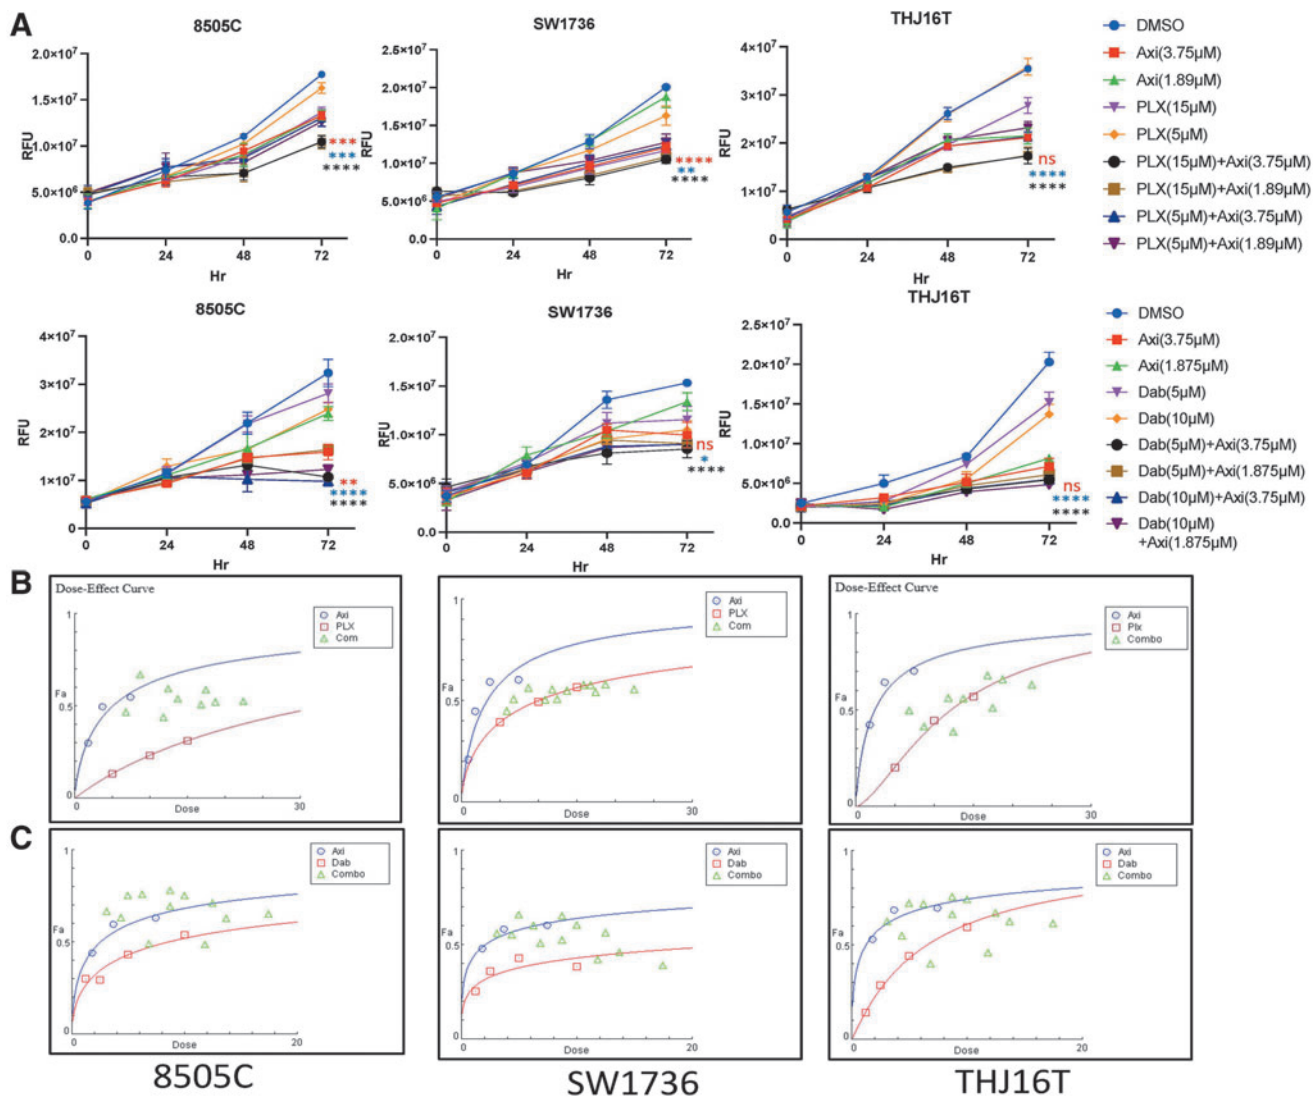 A
8505C
SW1736
THJ16T
RFU
2.0×10⁷
1.5×10⁷
1.0×10⁷
5.0×10⁶
0.0
0 24 48 72
Hr
***
***
****
RFU
2.5×10⁷
2.0×10⁷
1.5×10⁷
1.0×10⁷
5.0×10⁶
0.0
0 24 48 72
Hr
****
**
****
RFU
4×10⁷
3×10⁷
2×10⁷
1×10⁷
0
0 24 48 72
Hr
ns
****
****
DMSO
Axi(3.75µM)
Axi(1.89µM)
PLX(15µM)
PLX(5µM)
PLX(15µM)+Axi(3.75µM)
PLX(15µM)+Axi(1.89µM)
PLX(5µM)+Axi(3.75µM)
PLX(5µM)+Axi(1.89µM)
8505C
SW1736
THJ16T
RFU
4×10⁷
3×10⁷
2×10⁷
1×10⁷
0
0 24 48 72
Hr
**
****
****
RFU
2.0×10⁷
1.5×10⁷
1.0×10⁷
5.0×10⁶
0.0
0 24 48 72
Hr
ns
*
****
RFU
2.5×10⁷
2.0×10⁷
1.5×10⁷
1.0×10⁷
5.0×10⁶
0.0
0 24 48 72
Hr
ns
****
****
DMSO
Axi(3.75µM)
Axi(1.875µM)
Dab(5µM)
Dab(10µM)
Dab(5µM)+Axi(3.75µM)
Dab(5µM)+Axi(1.875µM)
Dab(10µM)+Axi(3.75µM)
Dab(10µM)
+Axi(1.875µM)
B
Dose-Effect Curve
1
Fa
0.5
0
0 Dose 30
Axi
PLX
Com
1
Fa
0.5
0
0 Dose 30
Axi
PLX
Com
Dose-Effect Curve
1
Fa
0.5
0
0 Dose 30
Axi
Plx
Combo
C
1
Fa
0.5
0
0 Dose 20
Axi
Dab
Combo
1
Fa
0.5
0
0 Dose 20
Axi
Dab
Combo
1
Fa
0.5
0
0 Dose 20
Axi
Dab
Combo
8505C
SW1736
THJ16T